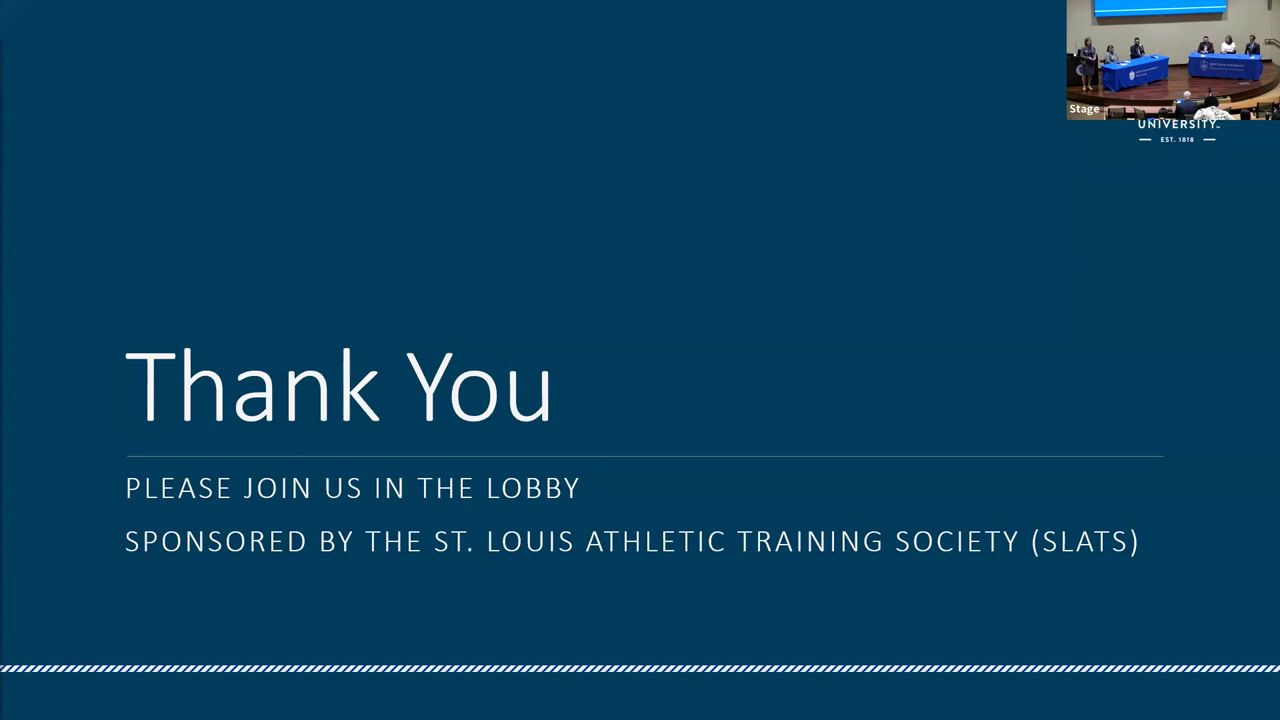 Stage
UNIVERSITY
EST. 1818
Thank You
PLEASE JOIN US IN THE LOBBY
SPONSORED BY THE ST. LOUIS ATHLETIC TRAINING SOCIETY (SLATS)